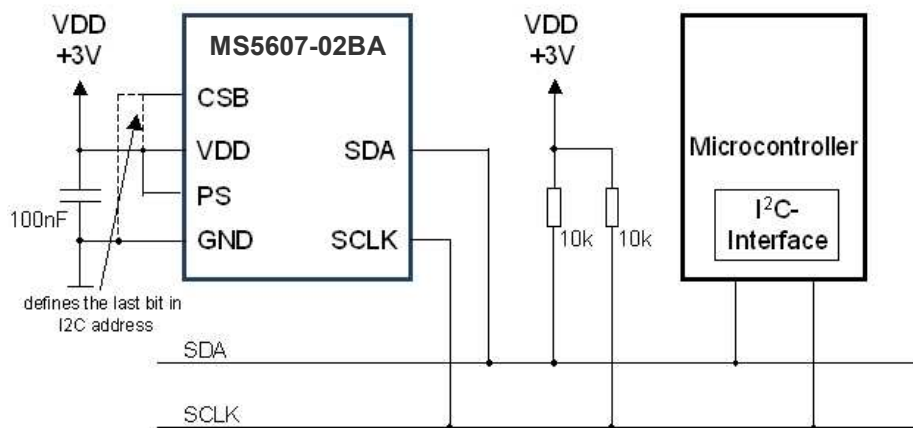 VDD
+3V
MS5607-02BA
CSB
VDD
PS
GND
SDA
SCLK
100nF
defines the last bit in
I2C address
VDD
+3V
10k
10k
Microcontroller
I²C-
Interface
SDA
SCLK